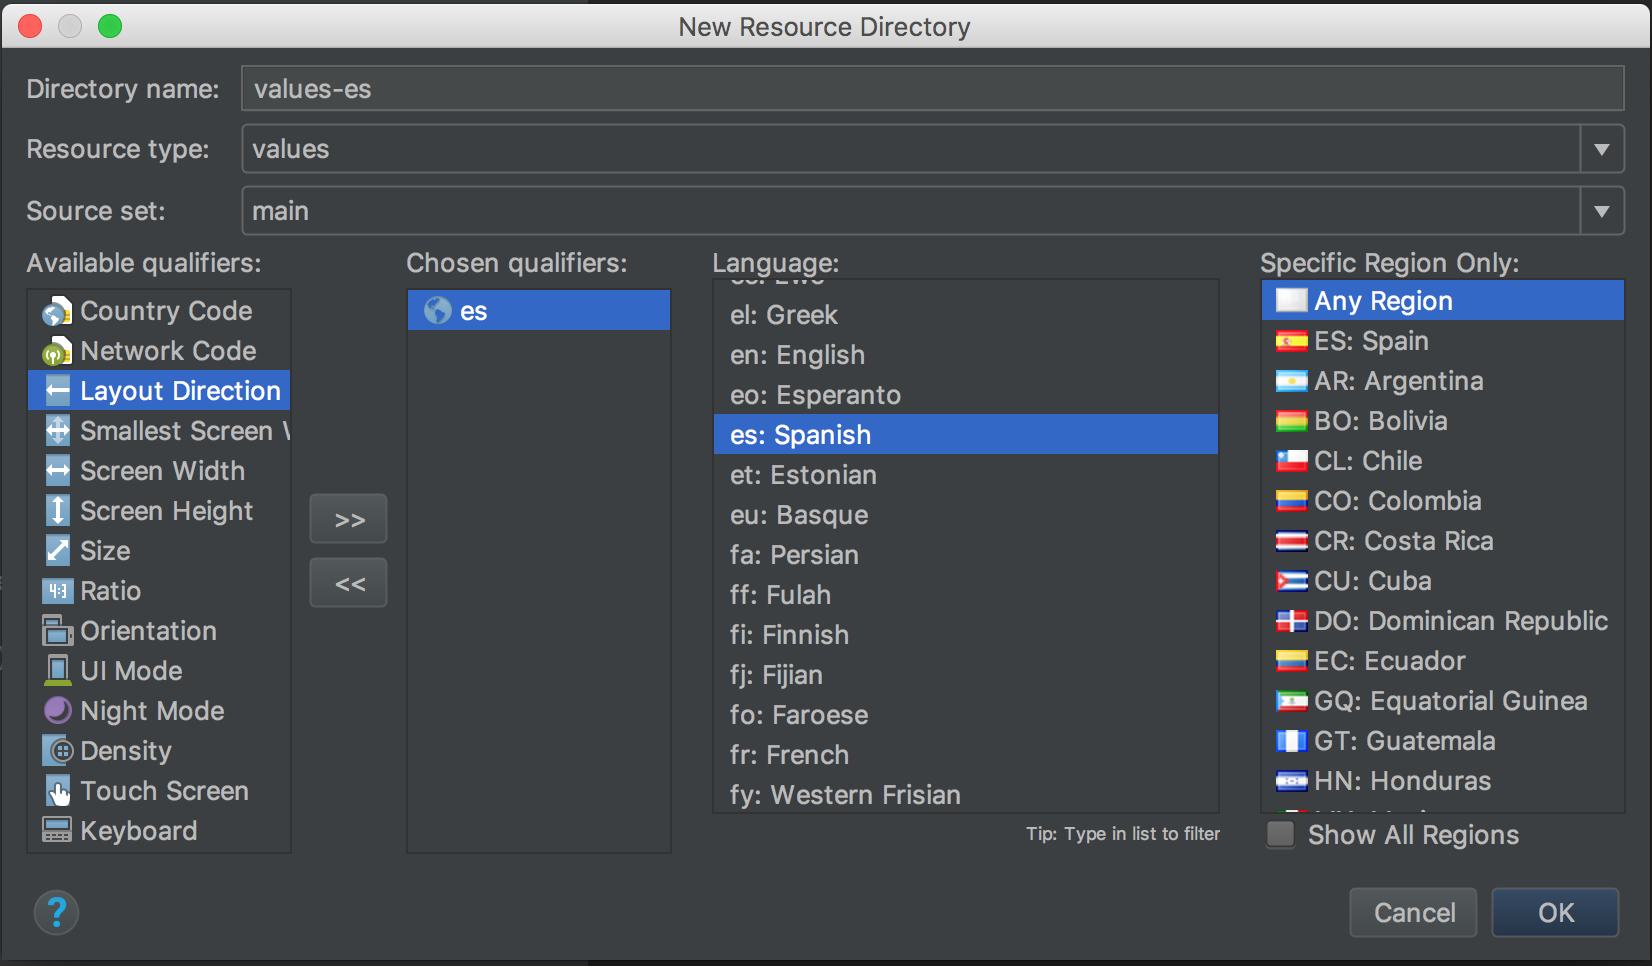 New Resource Directory
Directory name:
values-es
Resource type:
values
Source set:
main
Available qualifiers:
Country Code
Network Code
Layout Direction
Smallest Screen
Screen Width
Screen Height
Size
4:3
Ratio
Orientation
UI Mode
Night Mode
Density
Touch Screen
Keyboard
>>
<<
Chosen qualifiers:
es
Language:
el: Greek
en: English
eo: Esperanto
es: Spanish
et: Estonian
eu: Basque
fa: Persian
ff: Fulah
fi: Finnish
fj: Fijian
fo: Faroese
fr: French
fy: Western Frisian
Tip: Type in list to filter
Specific Region Only:
Any Region
ES: Spain
AR: Argentina
BO: Bolivia
CL: Chile
CO: Colombia
CR: Costa Rica
CU: Cuba
DO: Dominican Republic
EC: Ecuador
GQ: Equatorial Guinea
GT: Guatemala
HN: Honduras
Show All Regions
?
Cancel
OK